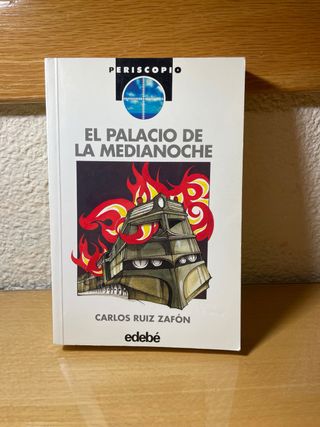 PERISCOPIO
EL PALACIO DE
LA MEDIANOCHE
CARLOS RUIZ ZAFÓN
edebé